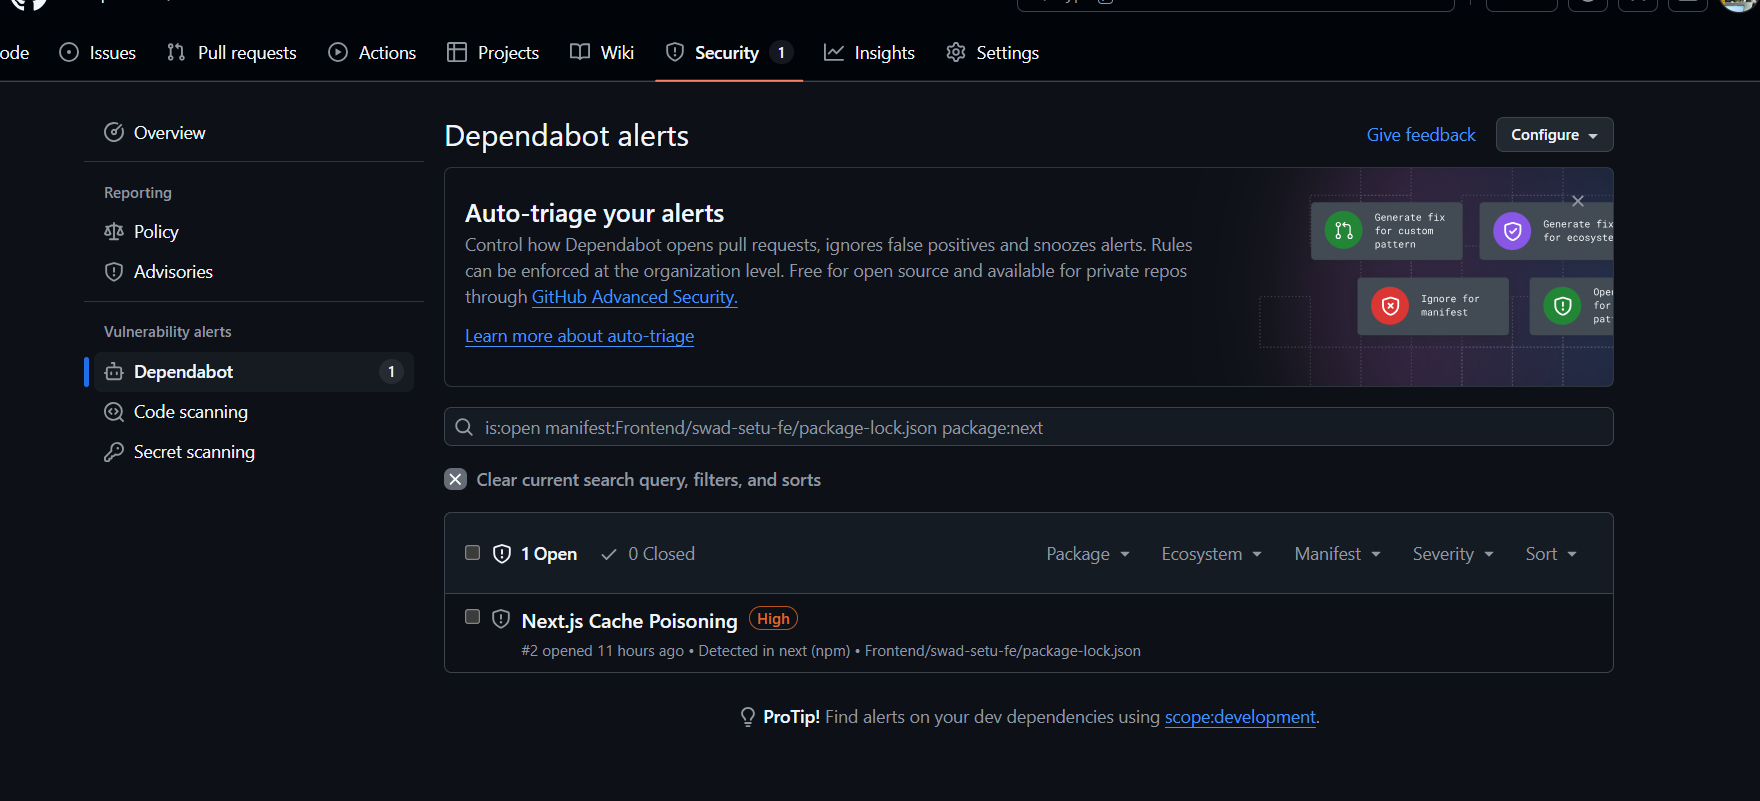 ode Issues Pull requests Actions Projects Wiki Security 1 Insights Settings
Overview
Reporting
Policy
Advisories
Vulnerability alerts
Dependabot 1
Code scanning
Secret scanning
Dependabot alerts
Give feedback
Configure
Auto-triage your alerts
Control how Dependabot opens pull requests, ignores false positives and snoozes alerts. Rules
can be enforced at the organization level. Free for open source and available for private repos
through GitHub Advanced Security.
Learn more about auto-triage
Generate fix
for custom
pattern
Generate fix
for ecosyste
Ignore for
manifest
Ope
for
pat
is:open manifest:Frontend/swad-setu-fe/package-lock.json package:next
Clear current search query, filters, and sorts
1 Open 0 Closed Package Ecosystem Manifest Severity Sort
Next.js Cache Poisoning High
#2 opened 11 hours ago • Detected in next (npm) • Frontend/swad-setu-fe/package-lock.json
ProTip! Find alerts on your dev dependencies using scope:development.